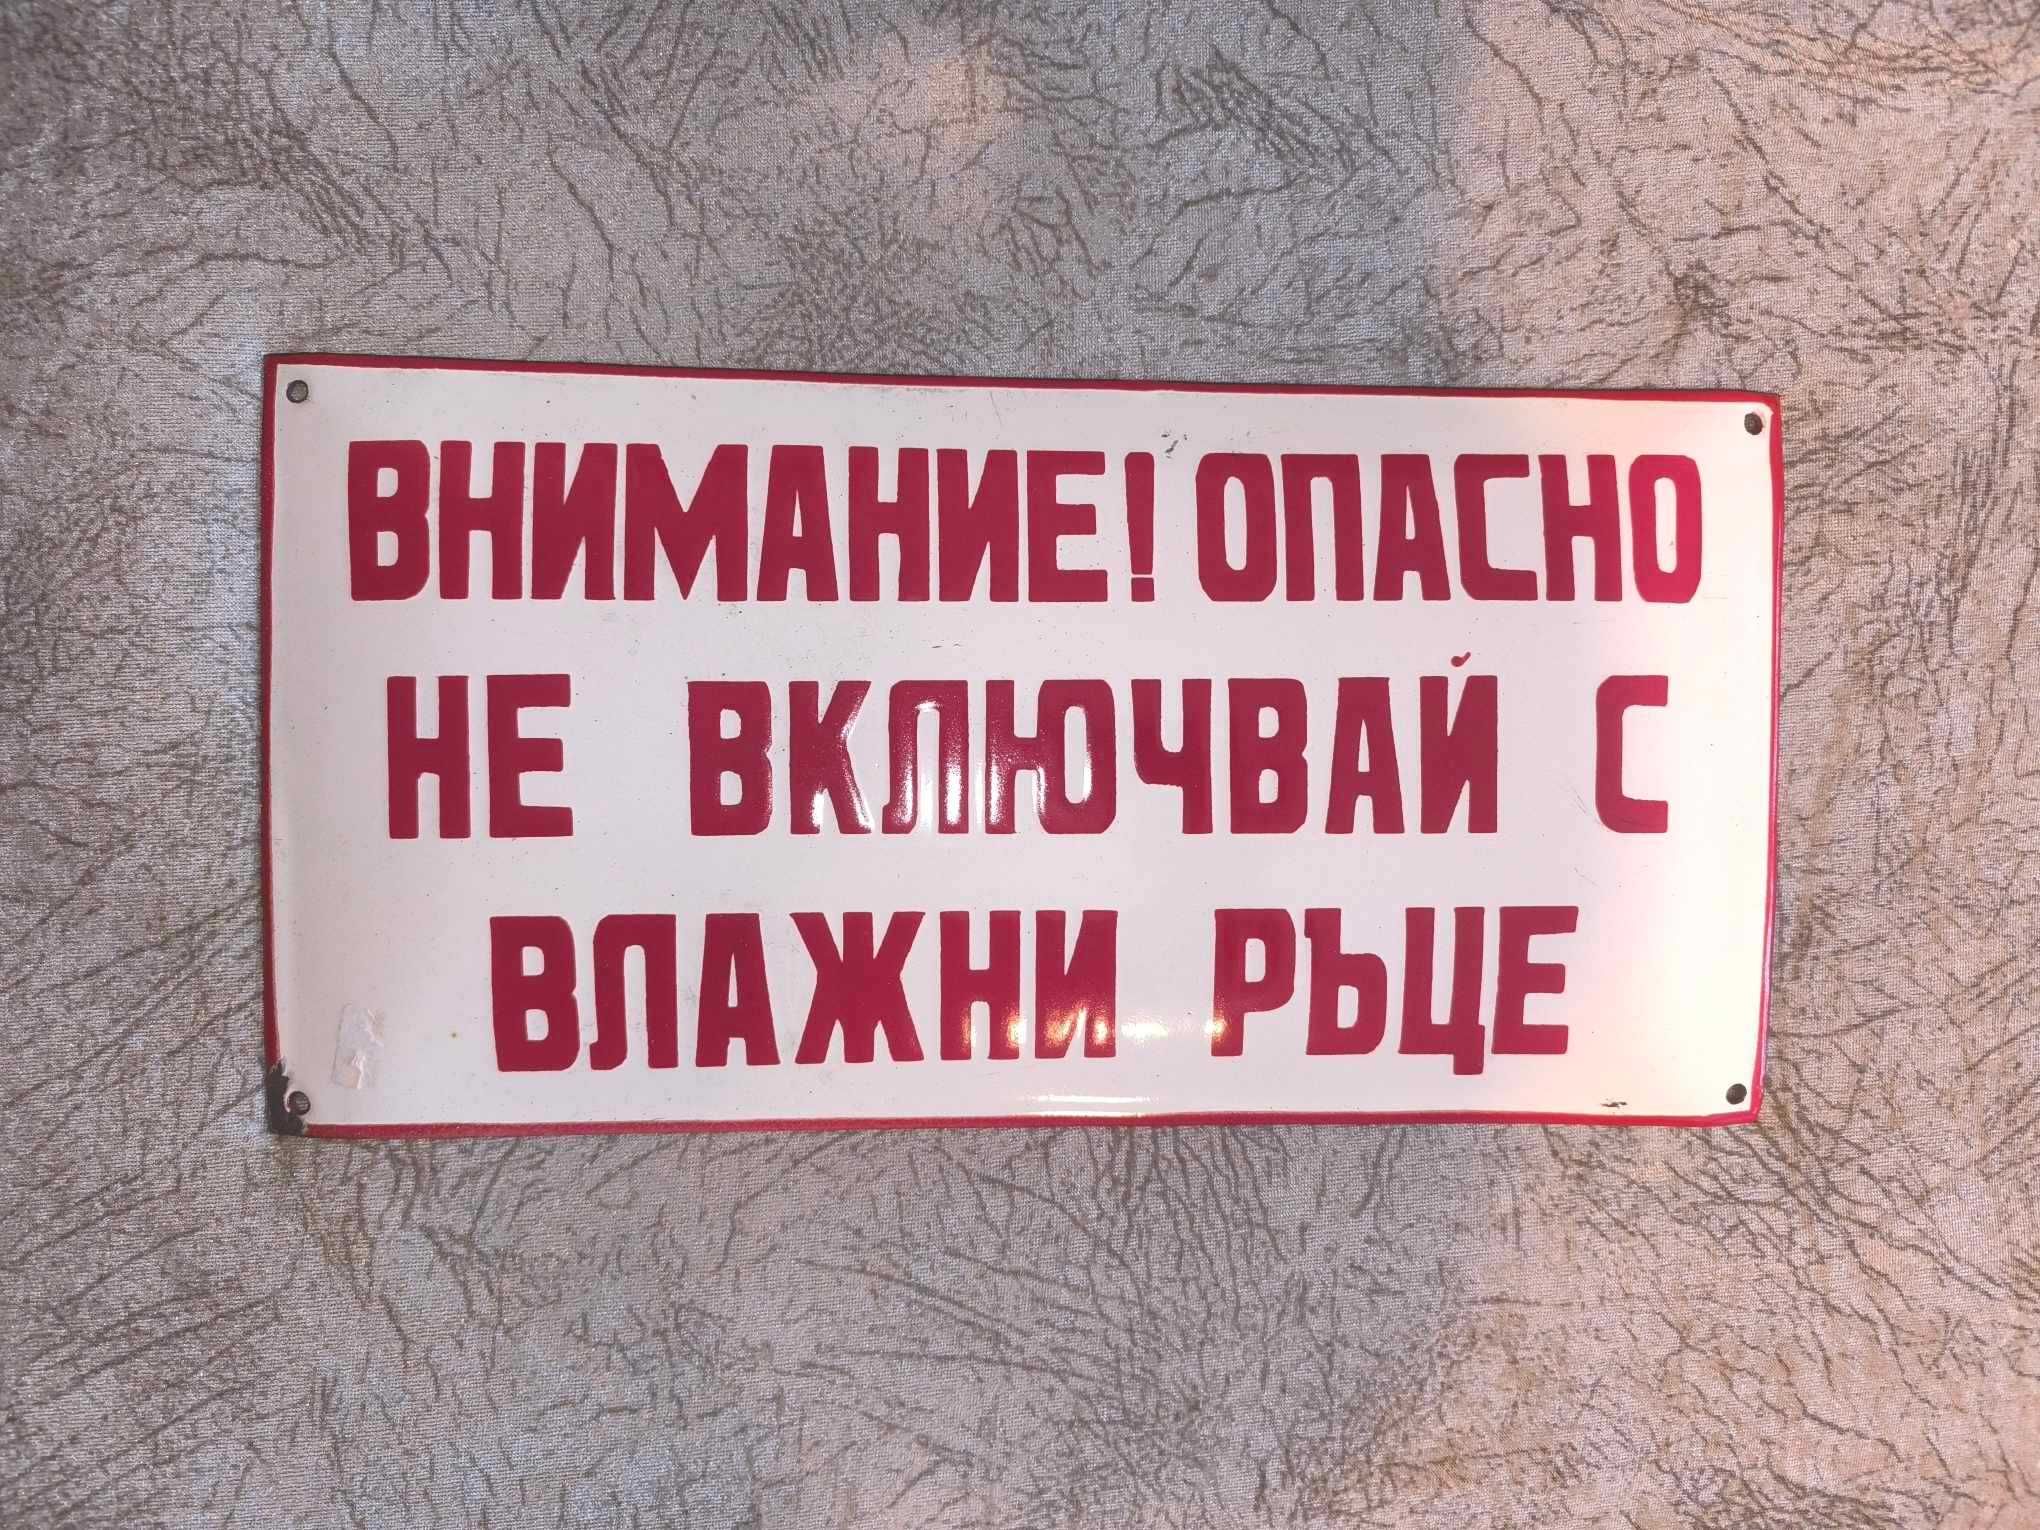 ВНИМАНИЕ! ОПАСНО
НЕ ВКЛЮЧВАЙ С
ВЛАЖНИ РЪЦЕ